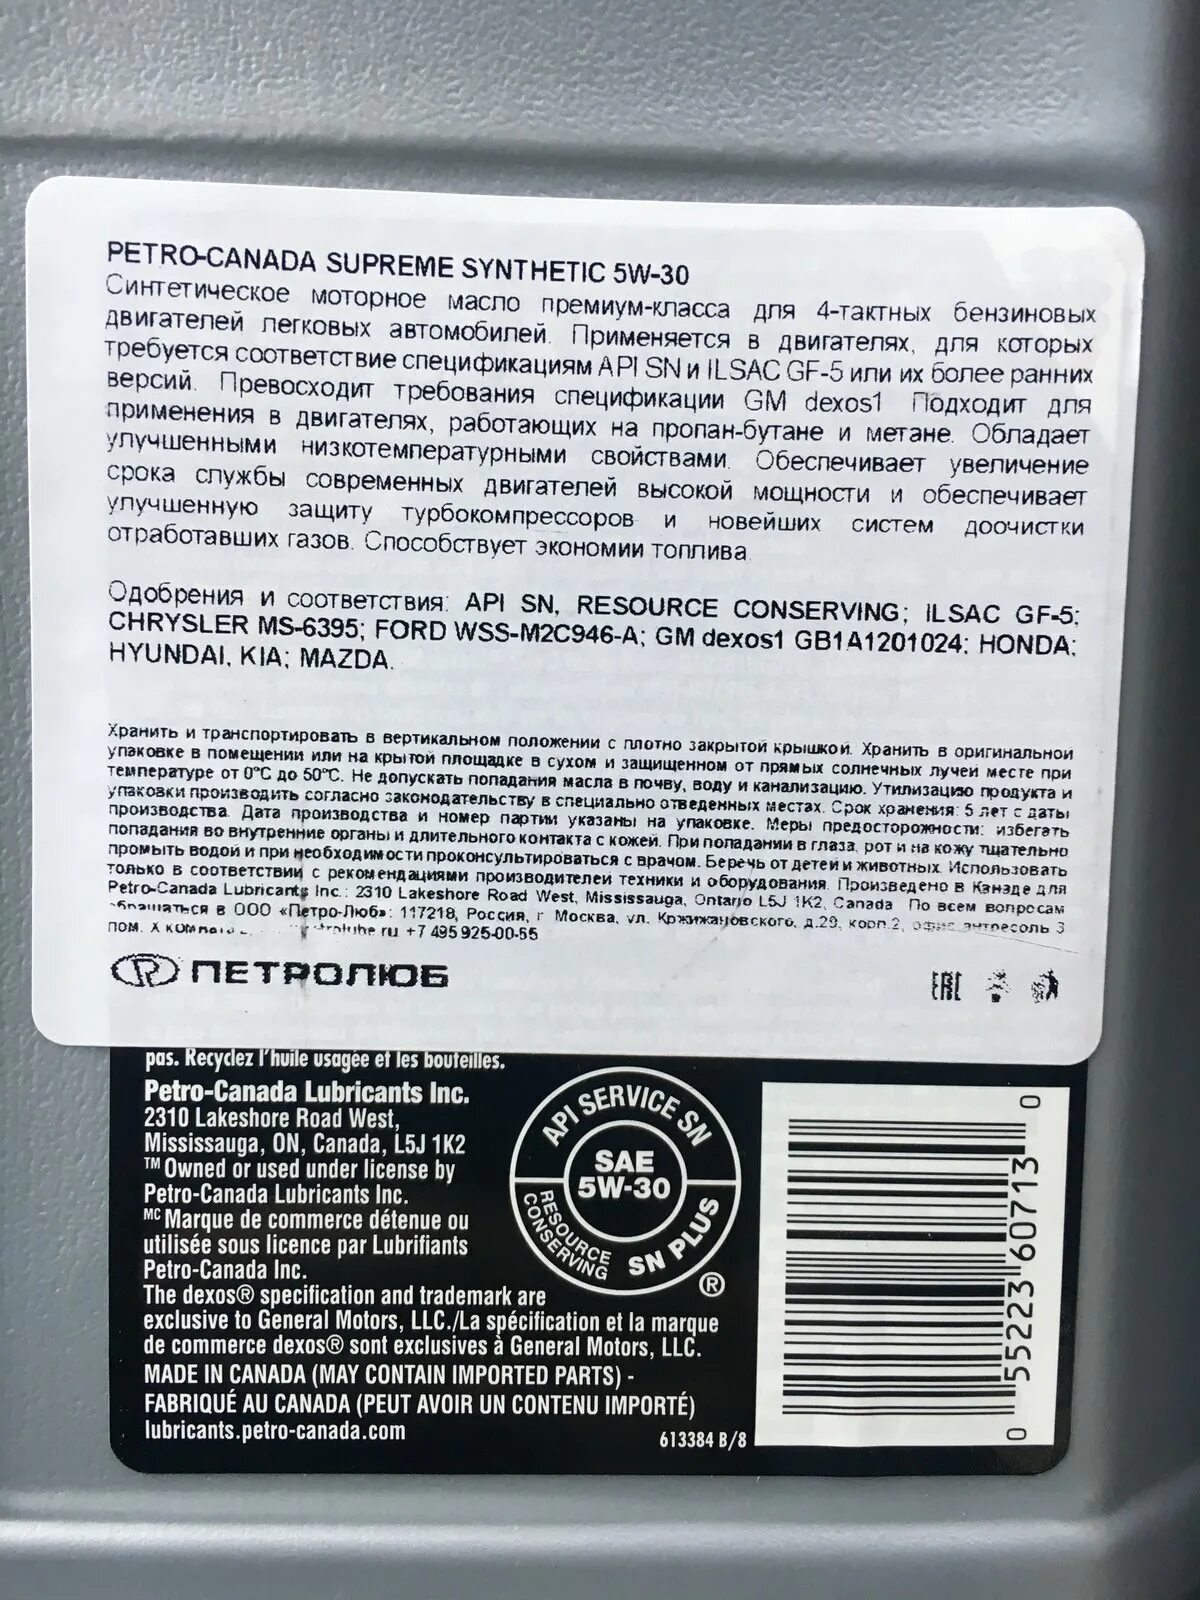 PETRO-CANADA SUPREME SYNTHETIC 5W-30
Синтетическое моторное масло премиум-класса для 4-тактных бензиновых
двигателей легковых автомобилей. Применяется в двигателях, для которых
требуется соответствие спецификациям API SN и ILSAC GF-5 или их более ранних
версий. Превосходит требования спецификации GM dexos1 Подходит для
применения в двигателях, работающих на пропан-бутане и метане. Обладает
улучшенными низкотемпературными свойствами. Обеспечивает увеличение
срока службы современных двигателей высокой мощности и обеспечивает
улучшенную защиту турбокомпрессоров и новейших систем доочистки
отработавших газов. Способствует экономии топлива.
Одобрения и соответствия: API SN, RESOURCE CONSERVING; ILSAC GF-5;
CHRYSLER MS-6395; FORD WSS-M2C946-A; GM dexos1 GB1A1201024; HONDA;
HYUNDAI, KIA; MAZDA.
Хранить и транспортировать в вертикальном положении с плотно закрытой крышкой. Хранить в оригинальной
упаковке в помещении или на крытой площадке в сухом и защищенном от прямых солнечных лучей месте при
температуре от 0°C до 50°C. Не допускать попадания масла в почву, воду и канализацию. Утилизацию продукта и
упаковки производить согласно законодательству в специально отведенных местах. Срок хранения: 5 лет с даты
производства. Дата производства и номер партии указаны на упаковке. Меры предосторожности: избегать
попадания во внутренние органы и длительного контакта с кожей. При попадании в глаза, рот и на кожу тщательно
промыть водой и при необходимости проконсультироваться с врачом. Беречь от детей и животных. Использовать
только в соответствии с рекомендациями производителей техники и оборудования. Произведено в Канаде для
Petro-Canada Lubricants Inc.: 2310 Lakeshore Road West, Mississauga, Ontario L5J 1K2, Canada По всем вопросам
обращаться в ООО «Петро-Люб»: 117218, Россия, г Москва, ул. Кржижановского, д.29, корп.2, офис антресоль 3
пом. X +7 495 925-00-55
ПЕТРОЛЮБ
EAC
pas. Recyclez l'huile usagée et les bouteilles.
Petro-Canada Lubricants Inc.
2310 Lakeshore Road West,
Mississauga, ON, Canada, L5J 1K2
™Owned or used under license by
Petro-Canada Lubricants Inc.
MC Marque de commerce détenue ou
utilisée sous licence par Lubrifiants
Petro-Canada Inc.
The dexos® specification and trademark are
exclusive to General Motors, LLC./La spécification et la marque
de commerce dexos® sont exclusives à General Motors, LLC.
MADE IN CANADA (MAY CONTAIN IMPORTED PARTS) -
FABRIQUÉ AU CANADA (PEUT AVOIR UN CONTENU IMPORTÉ)
lubricants.petro-canada.com
613384 B/8
API SERVICE SN
SAE
5W-30
RESOURCE
CONSERVING
SN PLUS
®
0 55223 60713 0